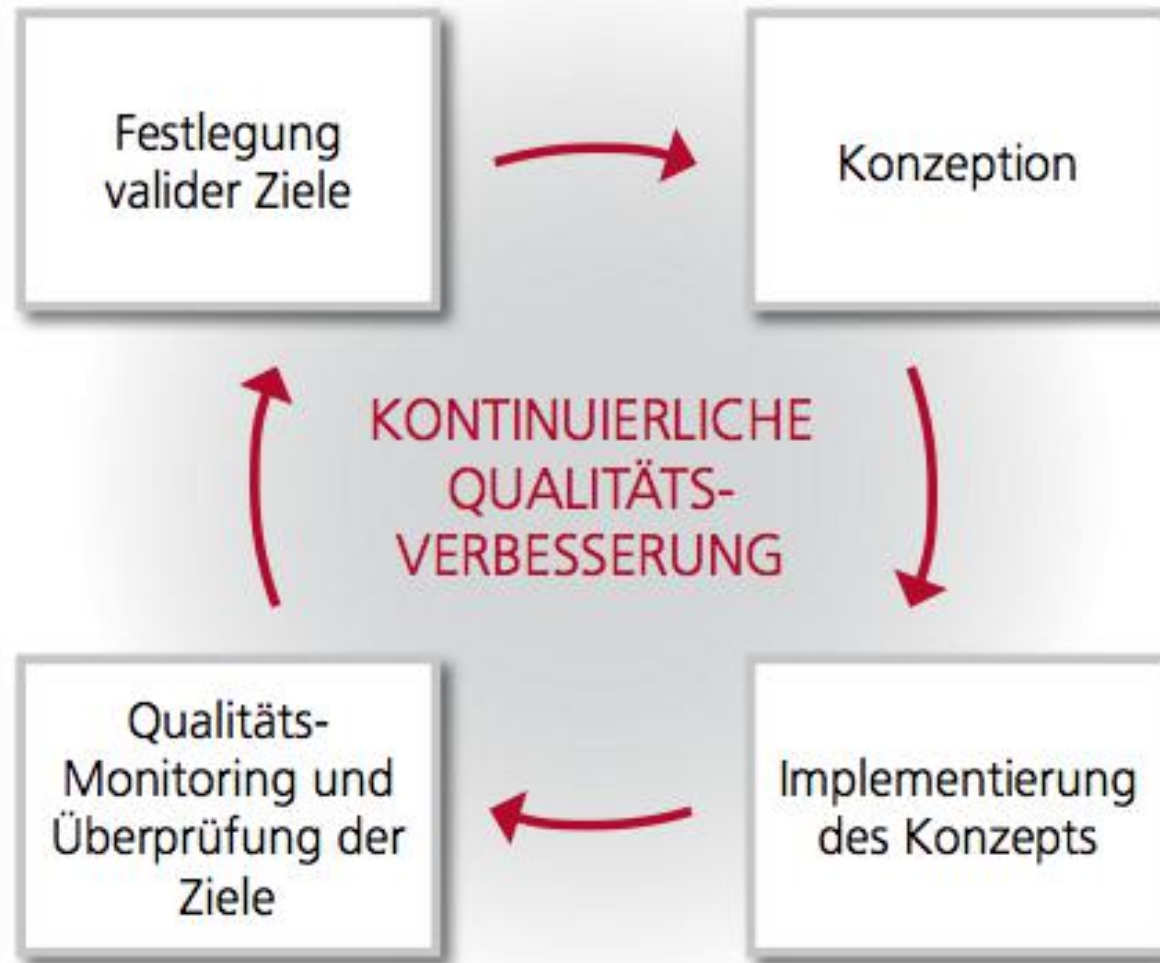 Festlegung
valider Ziele
Konzeption
KONTINUIERLICHE
QUALITÄTS-
VERBESSERUNG
Qualitäts-
Monitoring und
Überprüfung der
Ziele
Implementierung
des Konzepts